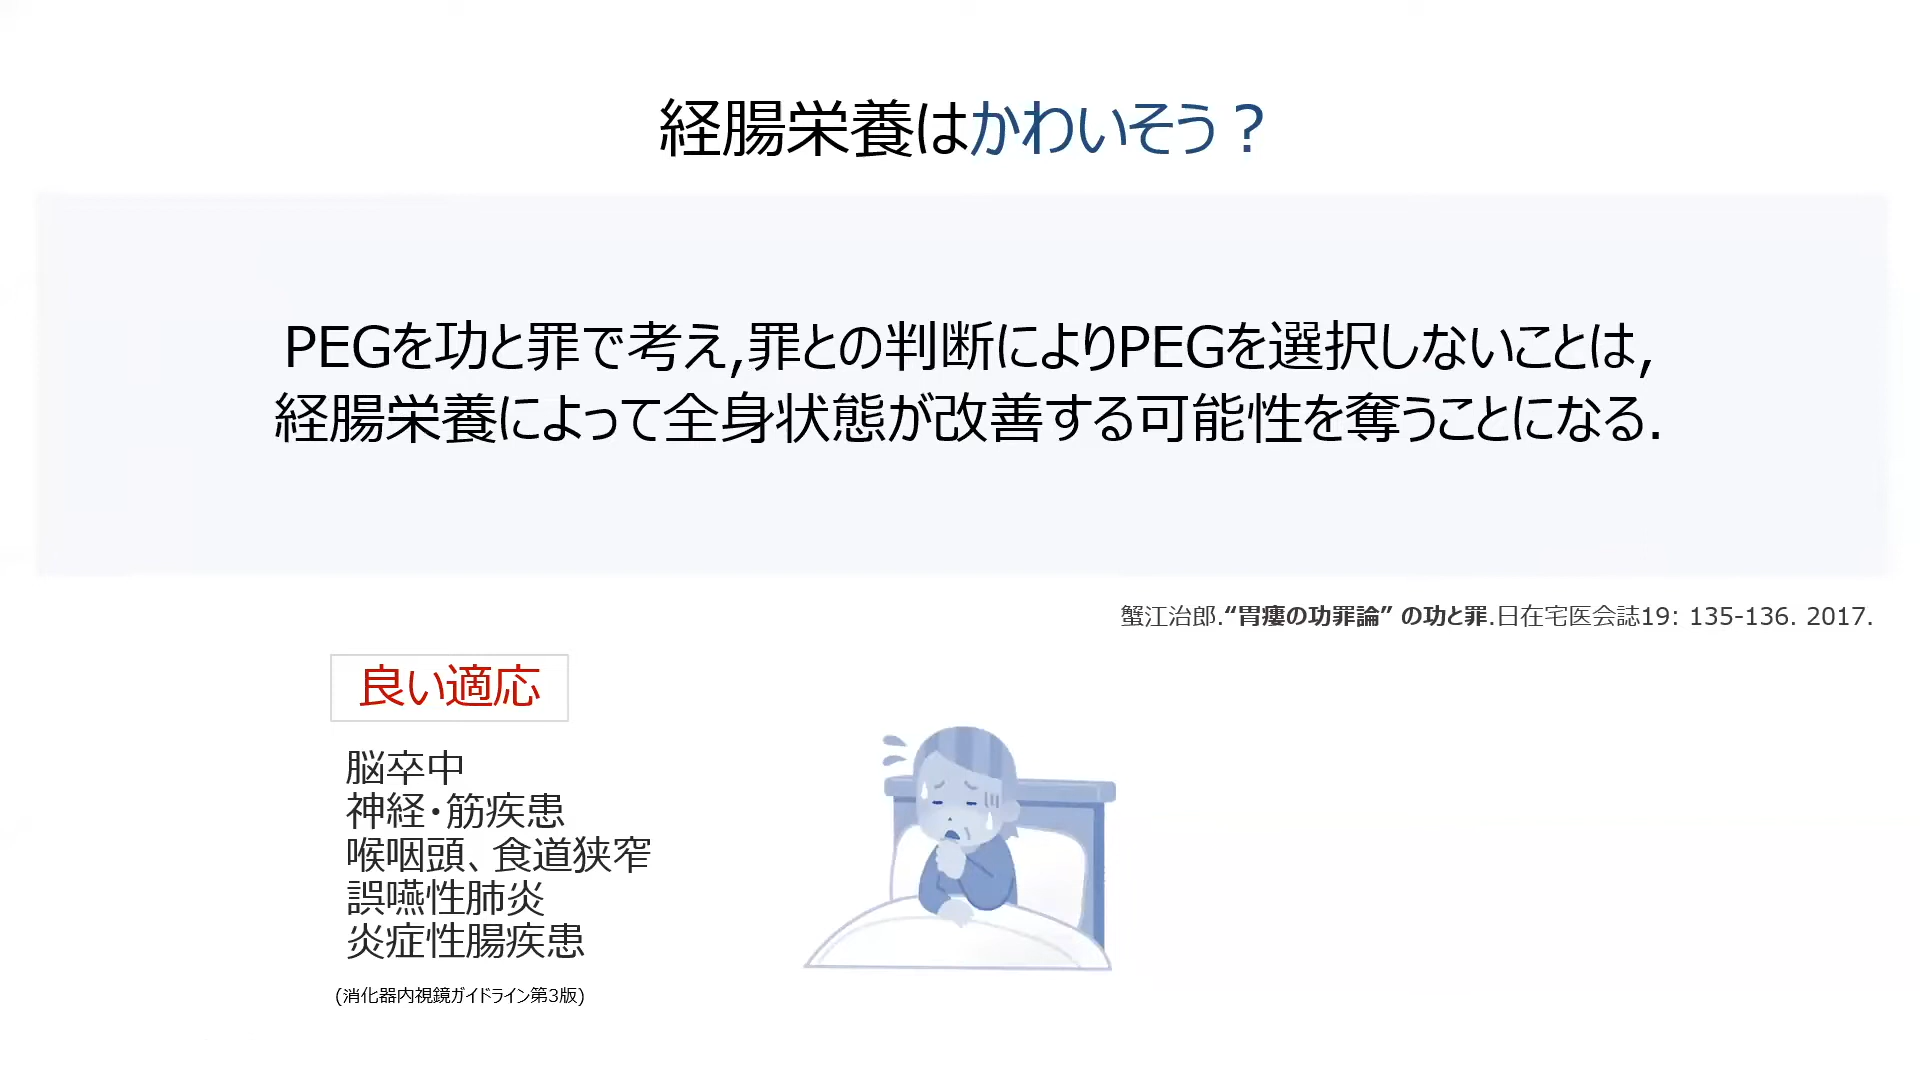 経腸栄養はかわいそう？
PEGを功と罪で考え,罪との判断によりPEGを選択しないことは,
経腸栄養によって全身状態が改善する可能性を奪うことになる.
蟹江治郎.“胃瘻の功罪論” の功と罪.日在宅医会誌19: 135-136. 2017.
良い適応
脳卒中
神経・筋疾患
喉咽頭、食道狭窄
誤嚥性肺炎
炎症性腸疾患
(消化器内視鏡ガイドライン第3版)